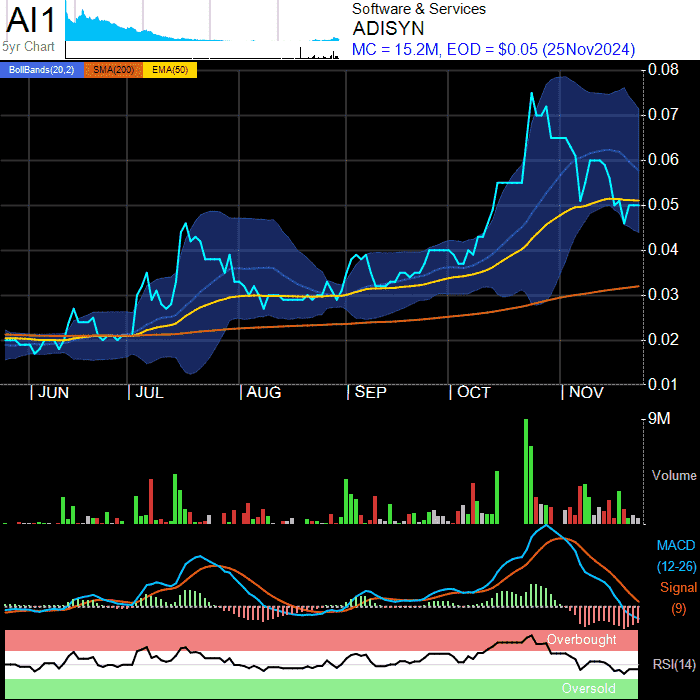 AI1
5yr Chart
Software & Services
ADISYN
MC = 15.2M, EOD = $0.05 (25Nov2024)
BollBands(20,2) SMA(200) EMA(50)
0.08
0.07
0.06
0.05
0.04
0.03
0.02
0.01
JUN JUL AUG SEP OCT NOV
9M
Volume
MACD
(12-26)
Signal
(9)
Overbought
RSI(14)
Oversold